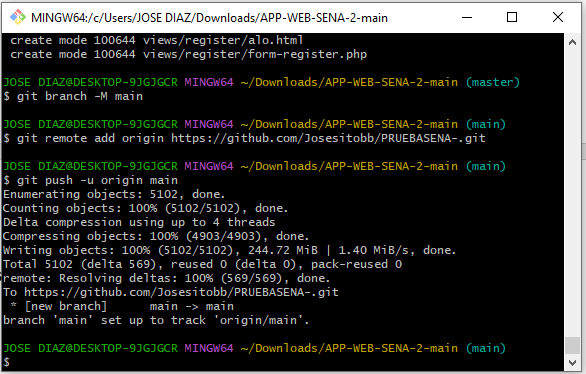 MINGW64:/c/Users/JOSE DIAZ/Downloads/APP-WEB-SENA-2-main
create mode 100644 views/register/alo.html
create mode 100644 views/register/form-register.php
JOSE DIAZ@DESKTOP-9JGJGCR MINGW64 ~/Downloads/APP-WEB-SENA-2-main (master)
$ git branch -M main
JOSE DIAZ@DESKTOP-9JGJGCR MINGW64 ~/Downloads/APP-WEB-SENA-2-main (main)
$ git remote add origin https://github.com/Josesitobb/PRUEBASENA-.git
JOSE DIAZ@DESKTOP-9JGJGCR MINGW64 ~/Downloads/APP-WEB-SENA-2-main (main)
$ git push -u origin main
Enumerating objects: 5102, done.
Counting objects: 100% (5102/5102), done.
Delta compression using up to 4 threads
Compressing objects: 100% (4903/4903), done.
Writing objects: 100% (5102/5102), 244.72 MiB | 1.40 MiB/s, done.
Total 5102 (delta 569), reused 0 (delta 0), pack-reused 0
remote: Resolving deltas: 100% (569/569), done.
To https://github.com/Josesitobb/PRUEBASENA-.git
* [new branch]      main -> main
branch 'main' set up to track 'origin/main'.
JOSE DIAZ@DESKTOP-9JGJGCR MINGW64 ~/Downloads/APP-WEB-SENA-2-main (main)
$